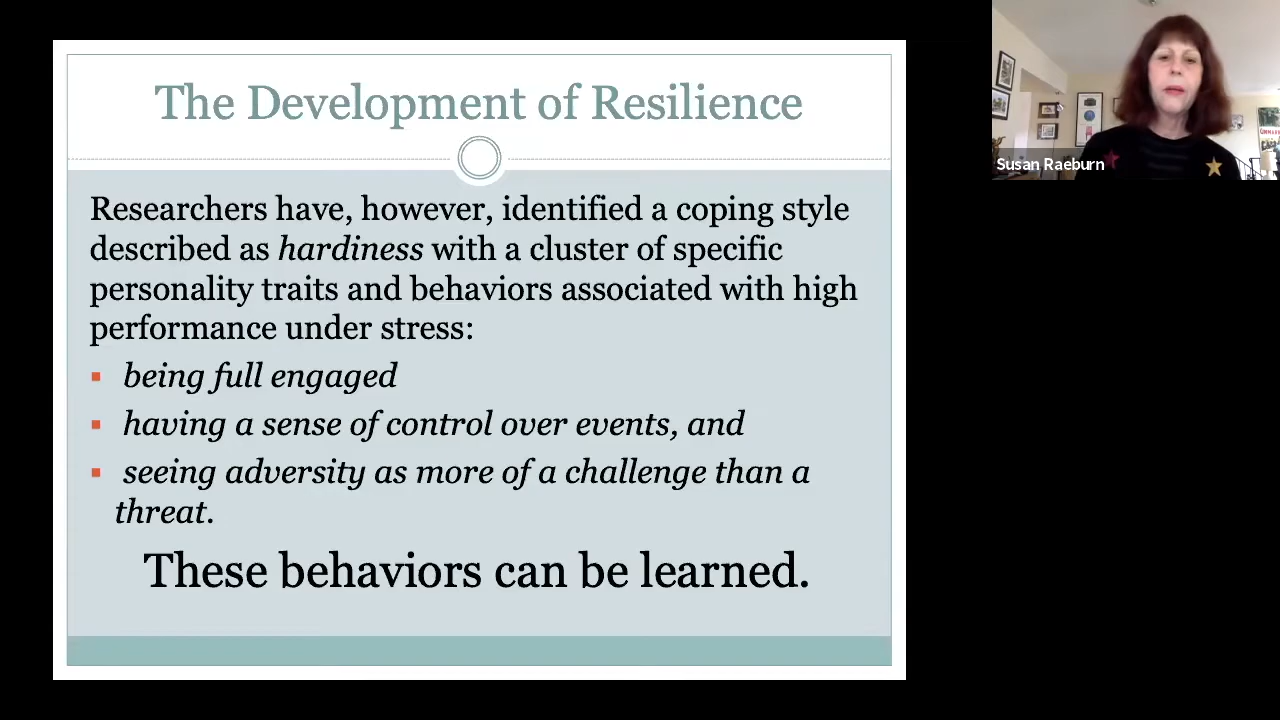 The Development of Resilience
Researchers have, however, identified a coping style
described as hardiness with a cluster of specific
personality traits and behaviors associated with high
performance under stress:
▪ being full engaged
▪ having a sense of control over events, and
▪ seeing adversity as more of a challenge than a
threat.
These behaviors can be learned.
Susan Raeburn